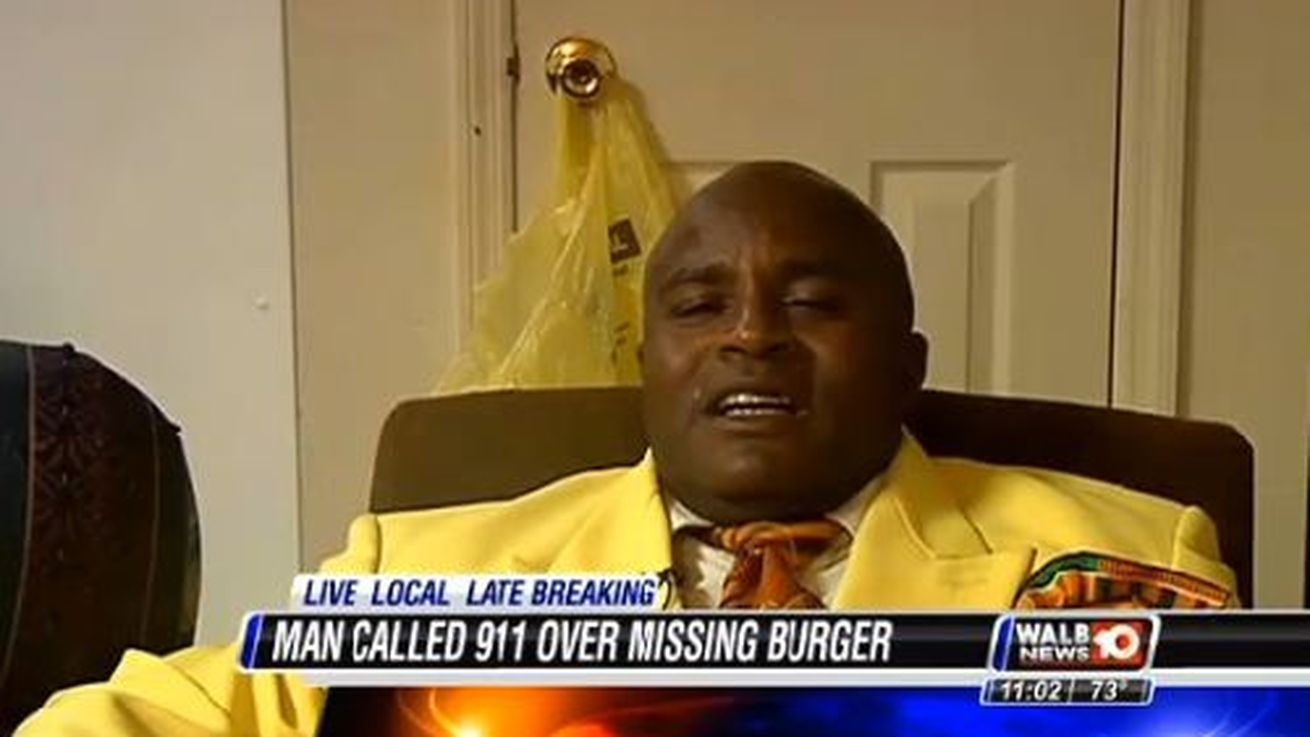 LIVE LOCAL LATE BREAKING
MAN CALLED 911 OVER MISSING BURGER
WALB
NEWS 10
11:02 73°